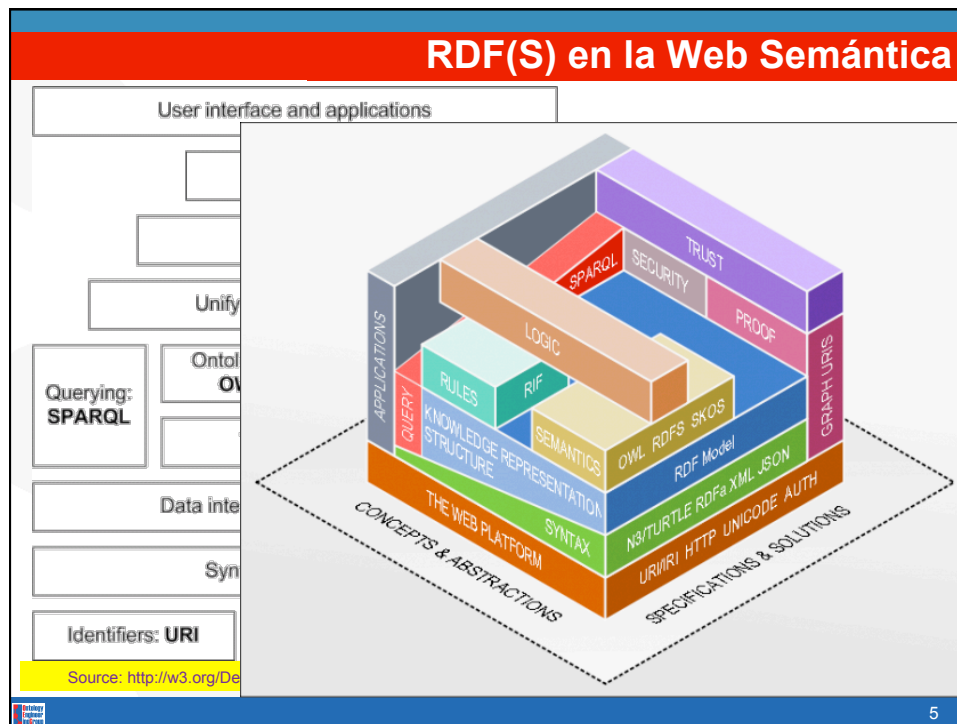 RDF(S) en la Web Semántica
User interface and applications
Unify
Querying:
SPARQL
Ontol
OW
Data inte
Syn
Identifiers: URI
Source: http://w3.org/De
APPLICATIONS
TRUST
SPARQL
SECURITY
PROOF
GRAPH URIS
LOGIC
RULES
RIF
QUERY
KNOWLEDGE REPRESENTATION
STRUCTURE
SEMANTICS
OWL RDFS SKOS
RDF Model
SYNTAX
N3/TURTLE RDFa XML JSON
THE WEB PLATFORM
URI/IRI HTTP UNICODE AUTH
CONCEPTS & ABSTRACTIONS
SPECIFICATIONS & SOLUTIONS
Ontology
Engineer
5